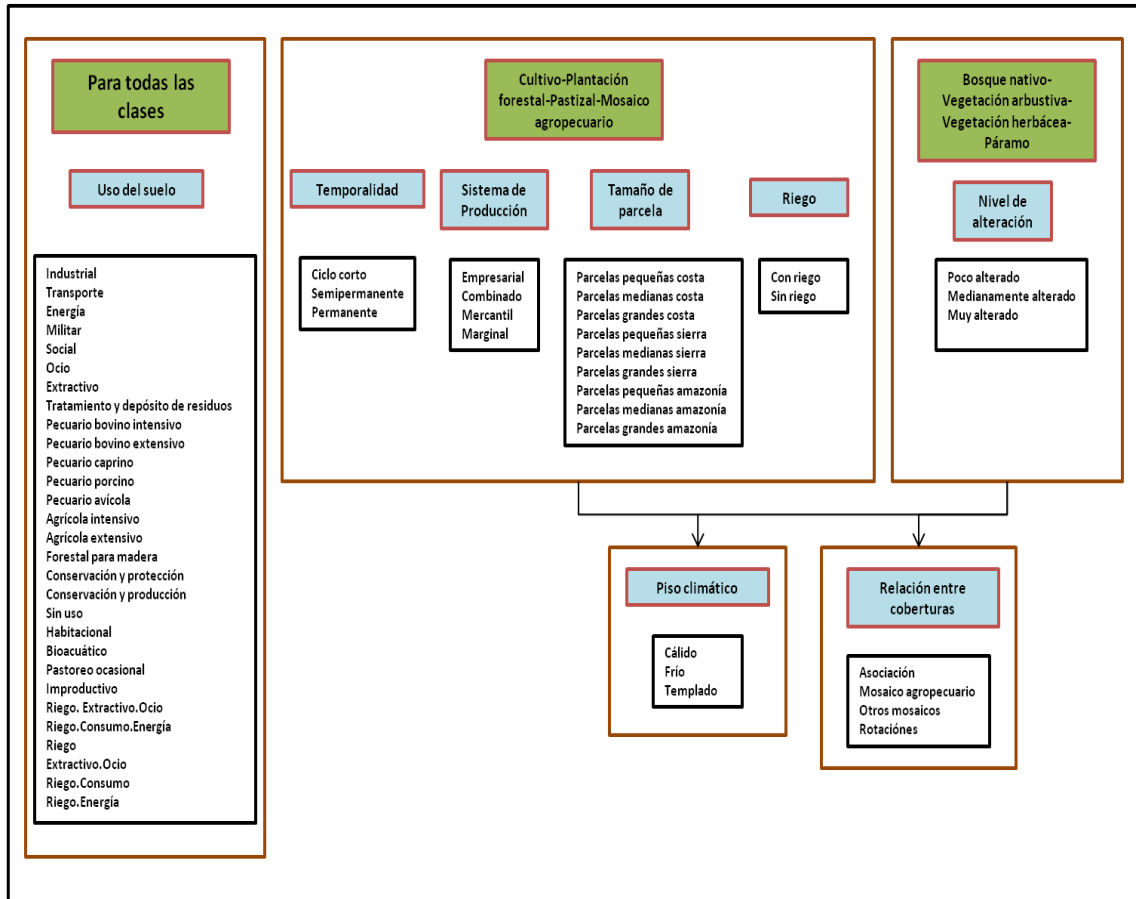 Para todas las
clases
Uso del suelo
Industrial
Transporte
Energía
Militar
Social
Ocio
Extractivo
Tratamiento y depósito de residuos
Pecuario bovino intensivo
Pecuario bovino extensivo
Pecuario caprino
Pecuario porcino
Pecuario avícola
Agrícola intensivo
Agrícola extensivo
Forestal para madera
Conservación y protección
Conservación y producción
Sin uso
Habitacional
Bioacuático
Pastoreo ocasional
Improductivo
Riego. Extractivo.Ocio
Riego.Consumo.Energía
Riego
Extractivo.Ocio
Riego.Consumo
Riego.Energía
Cultivo-Plantación
forestal-Pastizal-Mosaico
agropecuario
Temporalidad
Ciclo corto
Semipermanente
Permanente
Sistema de
Producción
Empresarial
Combinado
Mercantil
Marginal
Tamaño de
parcela
Parcelas pequeñas costa
Parcelas medianas costa
Parcelas grandes costa
Parcelas pequeñas sierra
Parcelas medianas sierra
Parcelas grandes sierra
Parcelas pequeñas amazonía
Parcelas medianas amazonía
Parcelas grandes amazonía
Riego
Con riego
Sin riego
Bosque nativo-
Vegetación arbustiva-
Vegetación herbácea-
Páramo
Nivel de
alteración
Poco alterado
Medianamente alterado
Muy alterado
Piso climático
Cálido
Frío
Templado
Relación entre
coberturas
Asociación
Mosaico agropecuario
Otros mosaicos
Rotaciónes